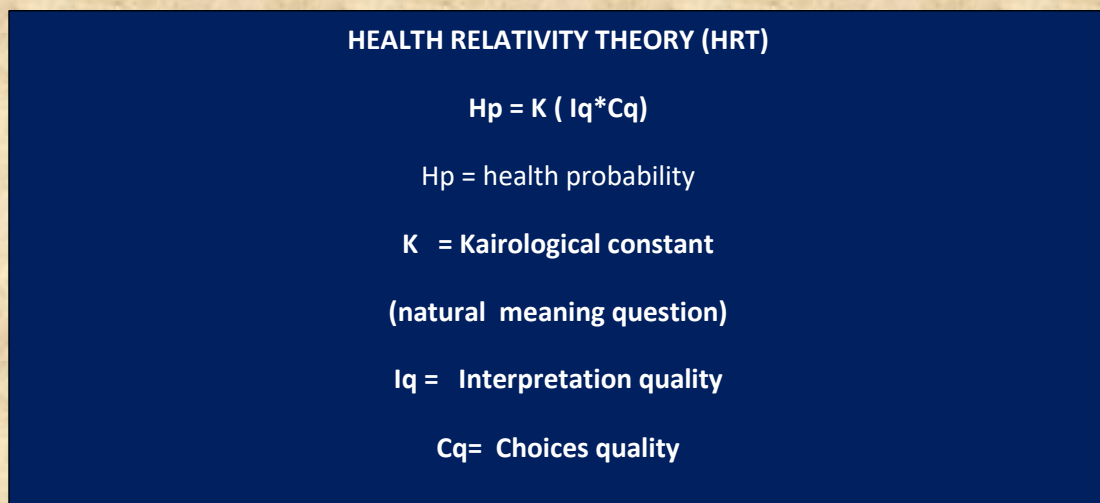 HEALTH RELATIVITY THEORY (HRT)
Hp = K ( Iq*Cq)
Hp = health probability
K   = Kairological constant
(natural  meaning question)
Iq =   Interpretation quality
Cq=  Choices quality